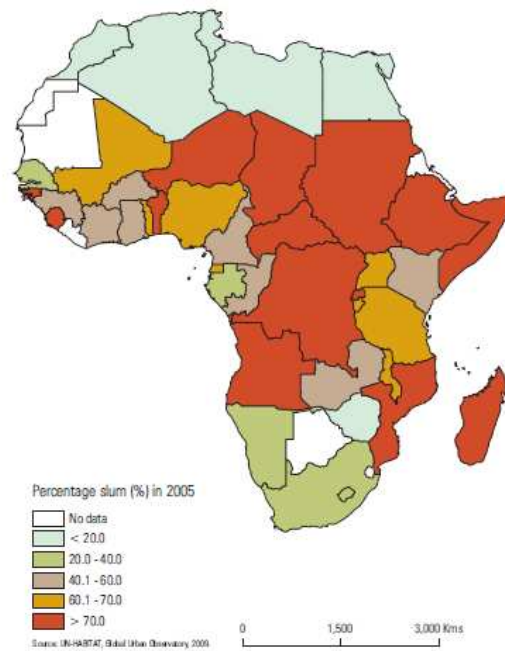 Percentage slum (%) in 2005
No data
< 20.0
20.0 - 40.0
40.1 - 60.0
60.1 - 70.0
> 70.0
Source: UN-HABITAT, Global Urban Observatory, 2009.
0 1,500 3,000 Kms